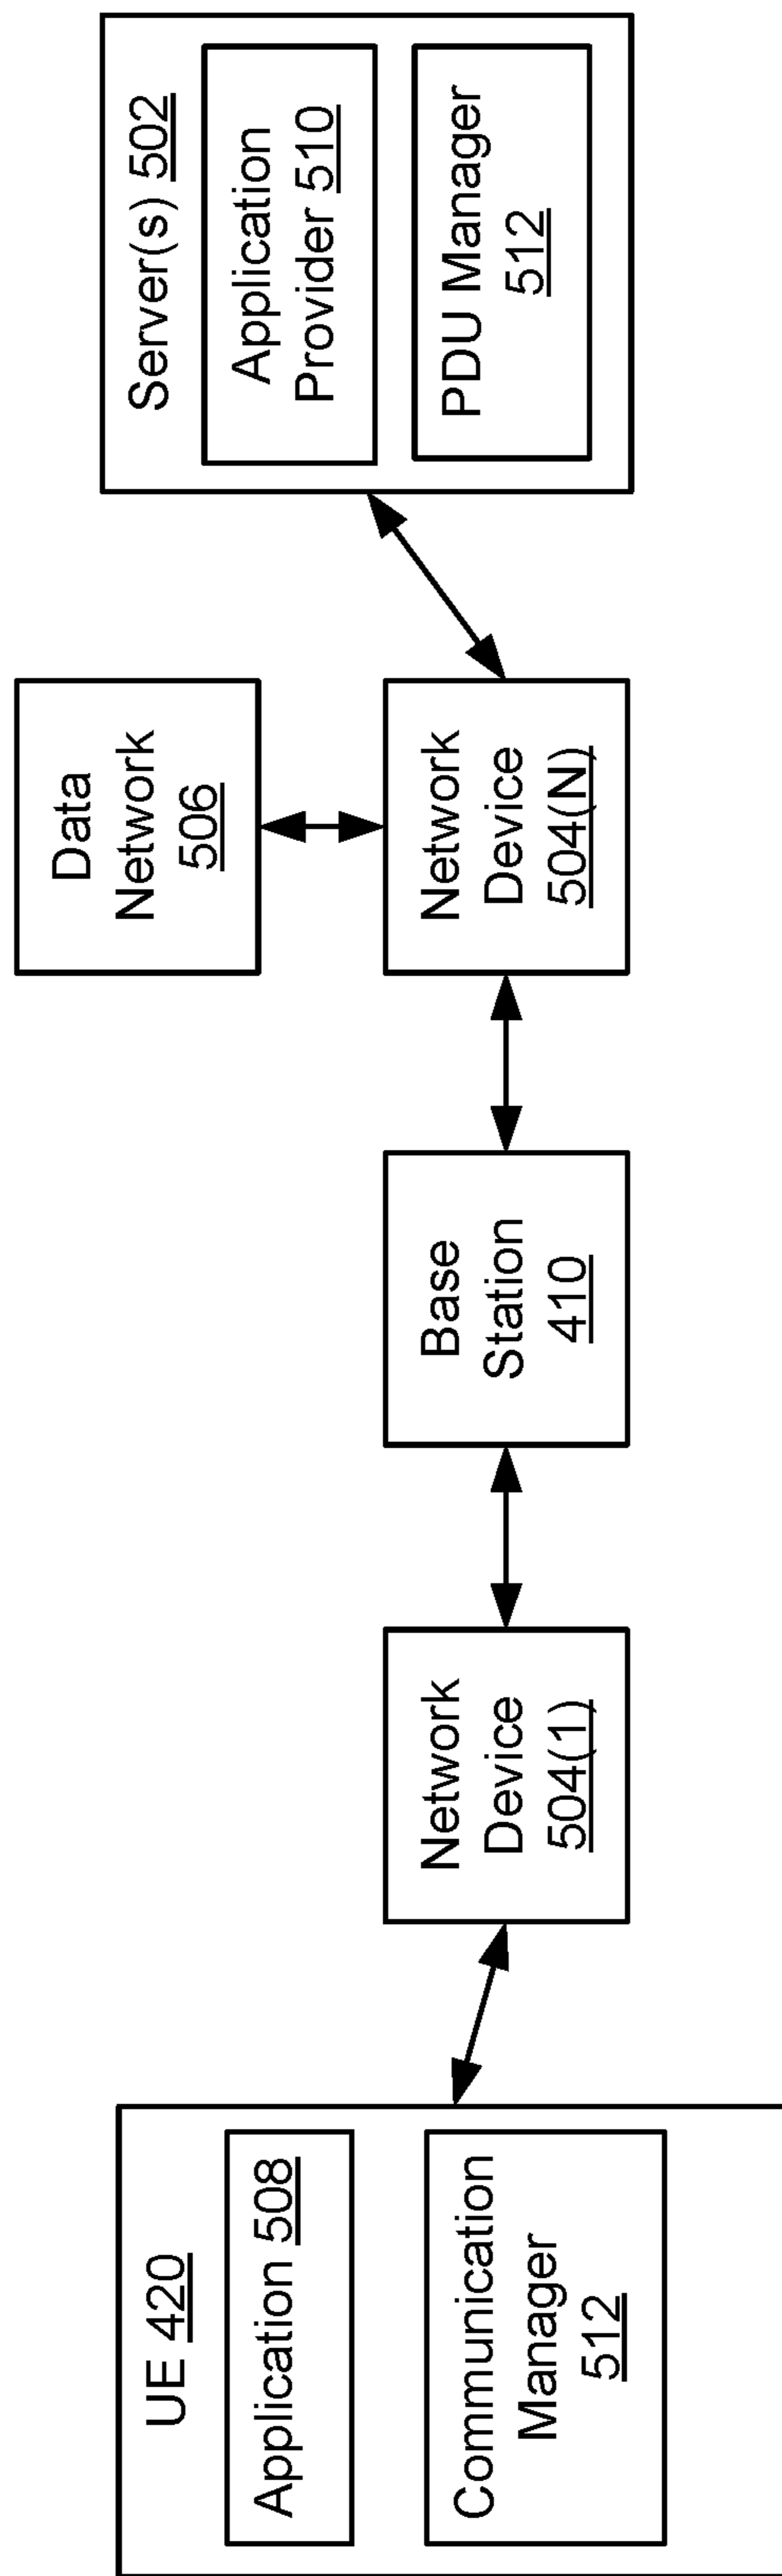 UE 420
Application 508
Communication
Manager
512
Network
Device
504(1)
Base
Station
410
Network
Device
504(N)
Data
Network
506
Server(s) 502
Application
Provider 510
PDU Manager
512